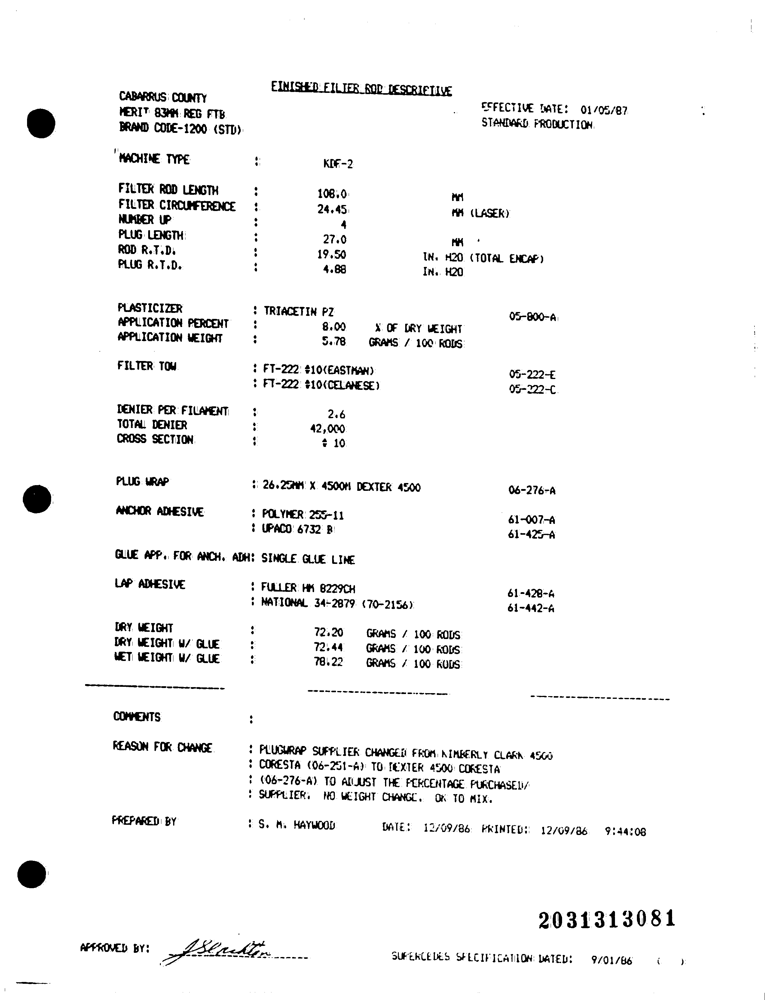 FINISHED FILTER ROD DESCRIPTIVE
CABARRUS COUNTY
MERIT 83MM REG FTB
BRAND CODE-1200 (STD)
EFFECTIVE DATE: 01/05/87
STANDARD PRODUCTION
MACHINE TYPE : KDF-2
FILTER ROD LENGTH : 108.0 MM
FILTER CIRCUMFERENCE : 24.45 MM (LASER)
NUMBER UP : 4
PLUG LENGTH : 27.0 MM
ROD R.T.D. : 19.50 IN. H2O (TOTAL ENCAP)
PLUG R.T.D. : 4.88 IN. H2O
PLASTICIZER : TRIACETIN PZ 05-800-A
APPLICATION PERCENT : 8.00 % OF DRY WEIGHT
APPLICATION WEIGHT : 5.78 GRAMS / 100 RODS
FILTER TOW : FT-222 #10(EASTMAN) 05-222-E
: FT-222 #10(CELANESE) 05-222-C
DENIER PER FILAMENT : 2.6
TOTAL DENIER : 42,000
CROSS SECTION : # 10
PLUG WRAP : 26.25MM X 4500M DEXTER 4500 06-276-A
ANCHOR ADHESIVE : POLYMER 255-11 61-007-A
: UPACO 6732 B 61-425-A
GLUE APP. FOR ANCH. ADH: SINGLE GLUE LINE
LAP ADHESIVE : FULLER HM 8229CH 61-428-A
: NATIONAL 34-2879 (70-2156) 61-442-A
DRY WEIGHT : 72.20 GRAMS / 100 RODS
DRY WEIGHT W/ GLUE : 72.44 GRAMS / 100 RODS
WET WEIGHT W/ GLUE : 78.22 GRAMS / 100 RODS
COMMENTS :
REASON FOR CHANGE : PLUGWRAP SUPPLIER CHANGED FROM KIMBERLY CLARK 4500
: CORESTA (06-251-A) TO DEXTER 4500 CORESTA
: (06-276-A) TO ADJUST THE PERCENTAGE PURCHASED/
: SUPPLIER. NO WEIGHT CHANGE. OK TO MIX.
PREPARED BY : S. M. HAYWOOD DATE: 12/09/86 PRINTED: 12/09/86 9:44:08
2031313081
APPROVED BY:
SUPERCEDES SPECIFICATION DATED: 9/01/86 ( )